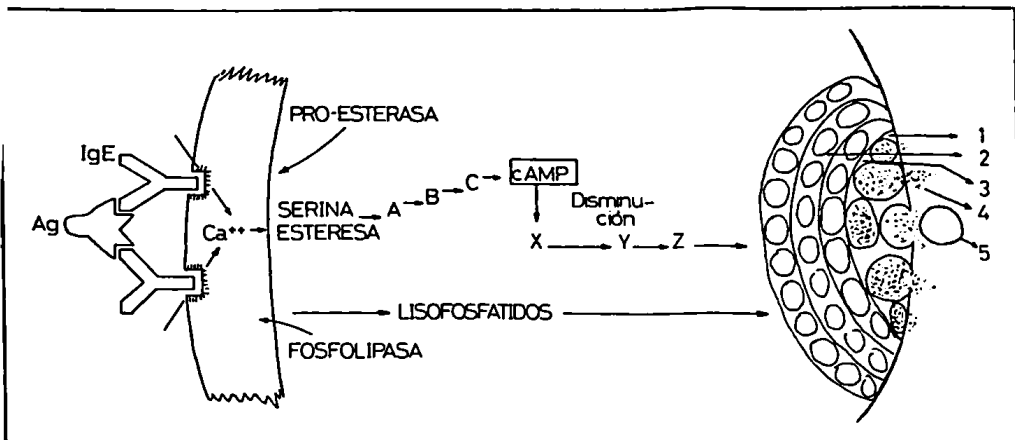 PRO-ESTERASA
IgE
Ag
Ca++
SERINA
ESTERESA
A
B
C
cAMP
Disminu-
ción
X
Y
Z
LISOFOSFATIDOS
FOSFOLIPASA
1
2
3
4
5